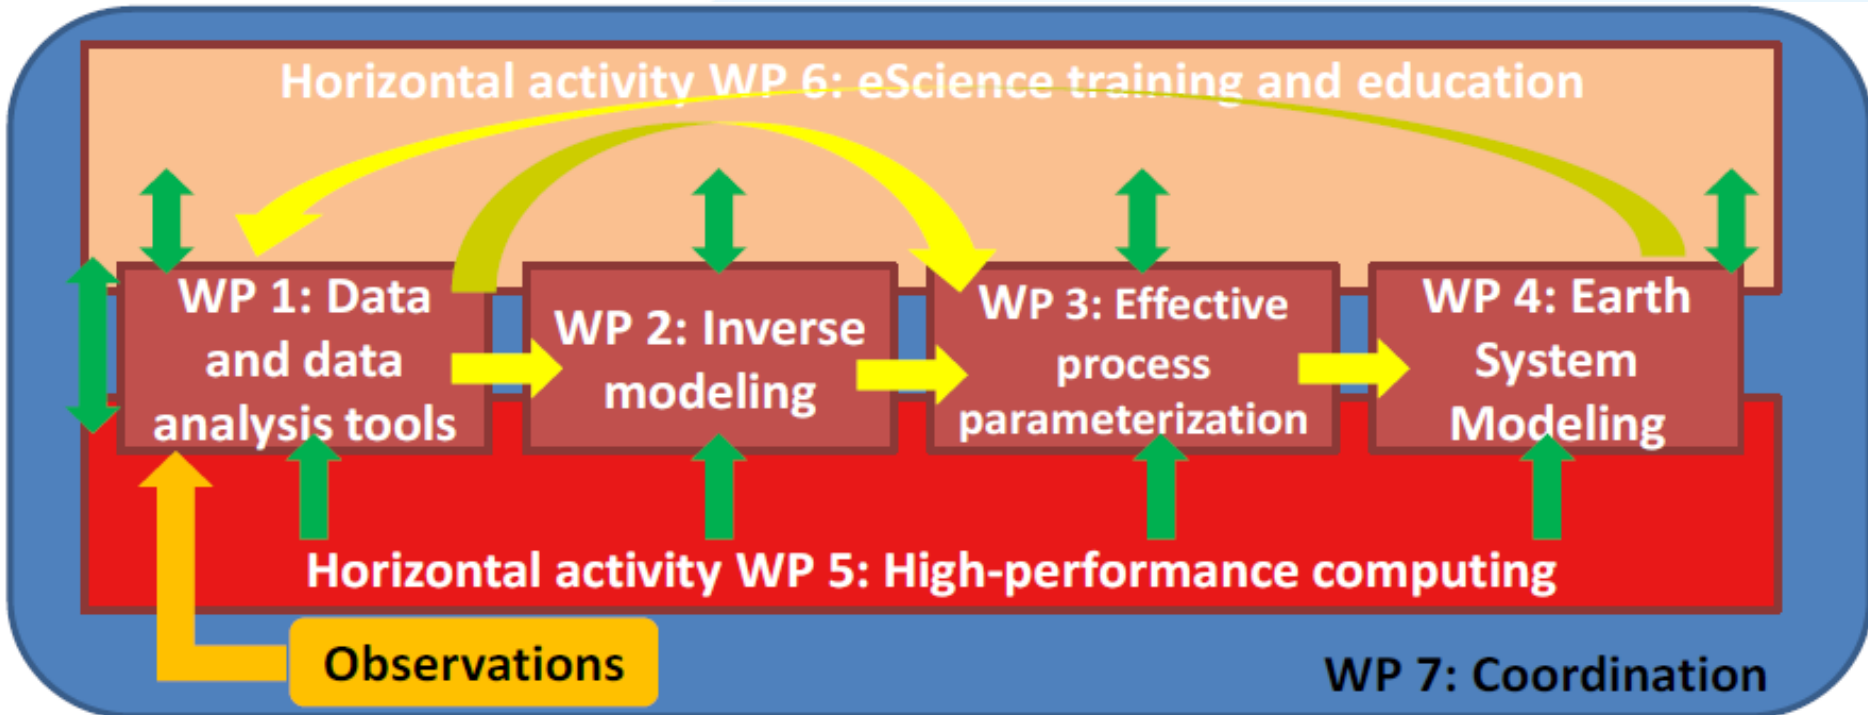 Horizontal activity WP 6: eScience training and education
WP 1: Data
and data
analysis tools
WP 2: Inverse
modeling
WP 3: Effective
process
parameterization
WP 4: Earth
System
Modeling
Horizontal activity WP 5: High-performance computing
Observations
WP 7: Coordination